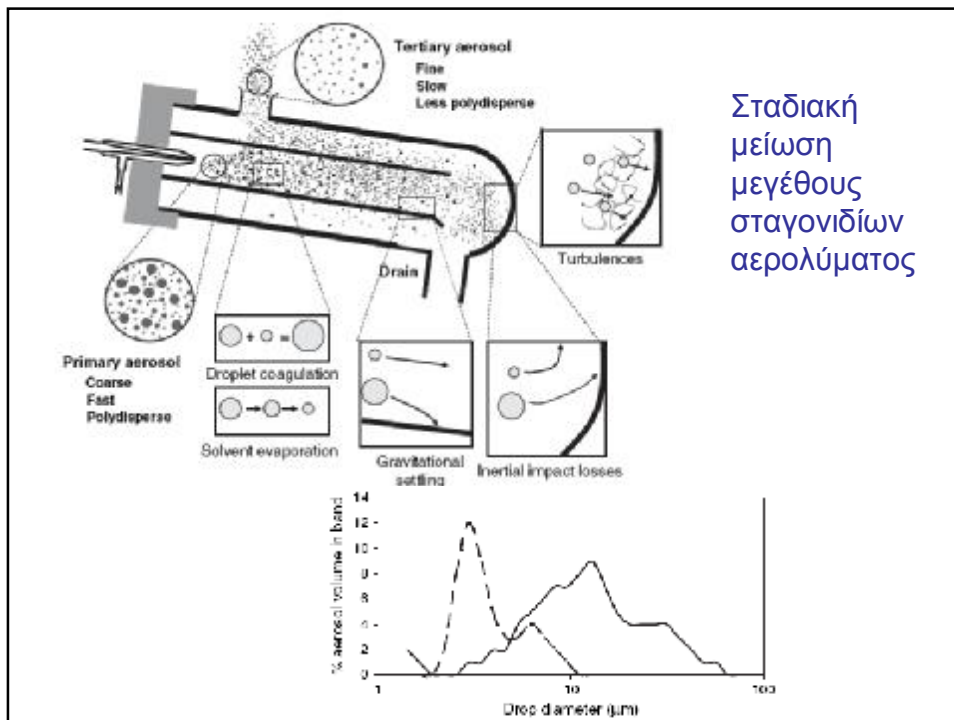 Tertiary aerosol
Fine
Slow
Less polydisperse
Σταδιακή
μείωση
μεγέθους
σταγονιδίων
αερολύματος
Turbulences
Drain
Primary aerosol
Coarse
Fast
Polydisperse
Droplet coagulation
+ =
Solvent evaporation
Gravitational
settling
Inertial impact losses
% aerosol volume in band
14
12
10
8
6
4
2
0
1
10
100
Drop diameter (μm)